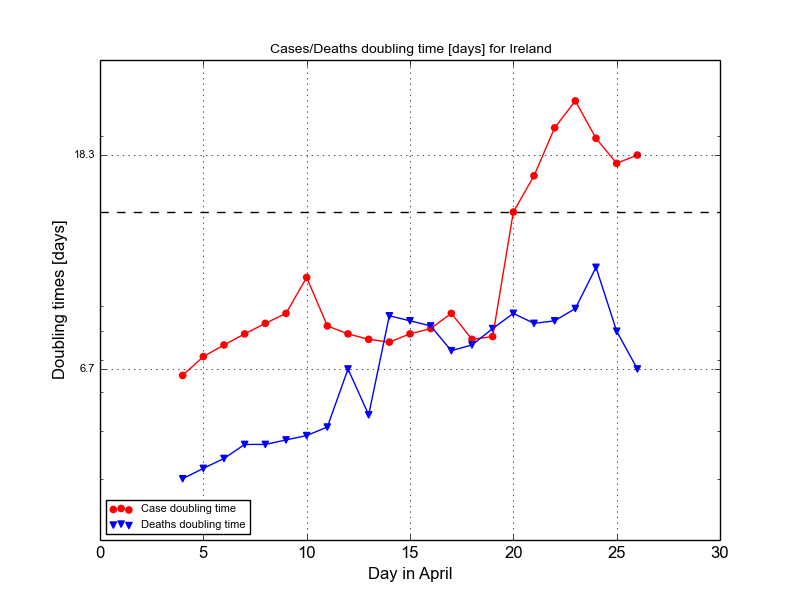 Cases/Deaths doubling time [days] for Ireland
Doubling times [days]
18.3
6.7
Case doubling time
Deaths doubling time
0 5 10 15 20 25 30
Day in April